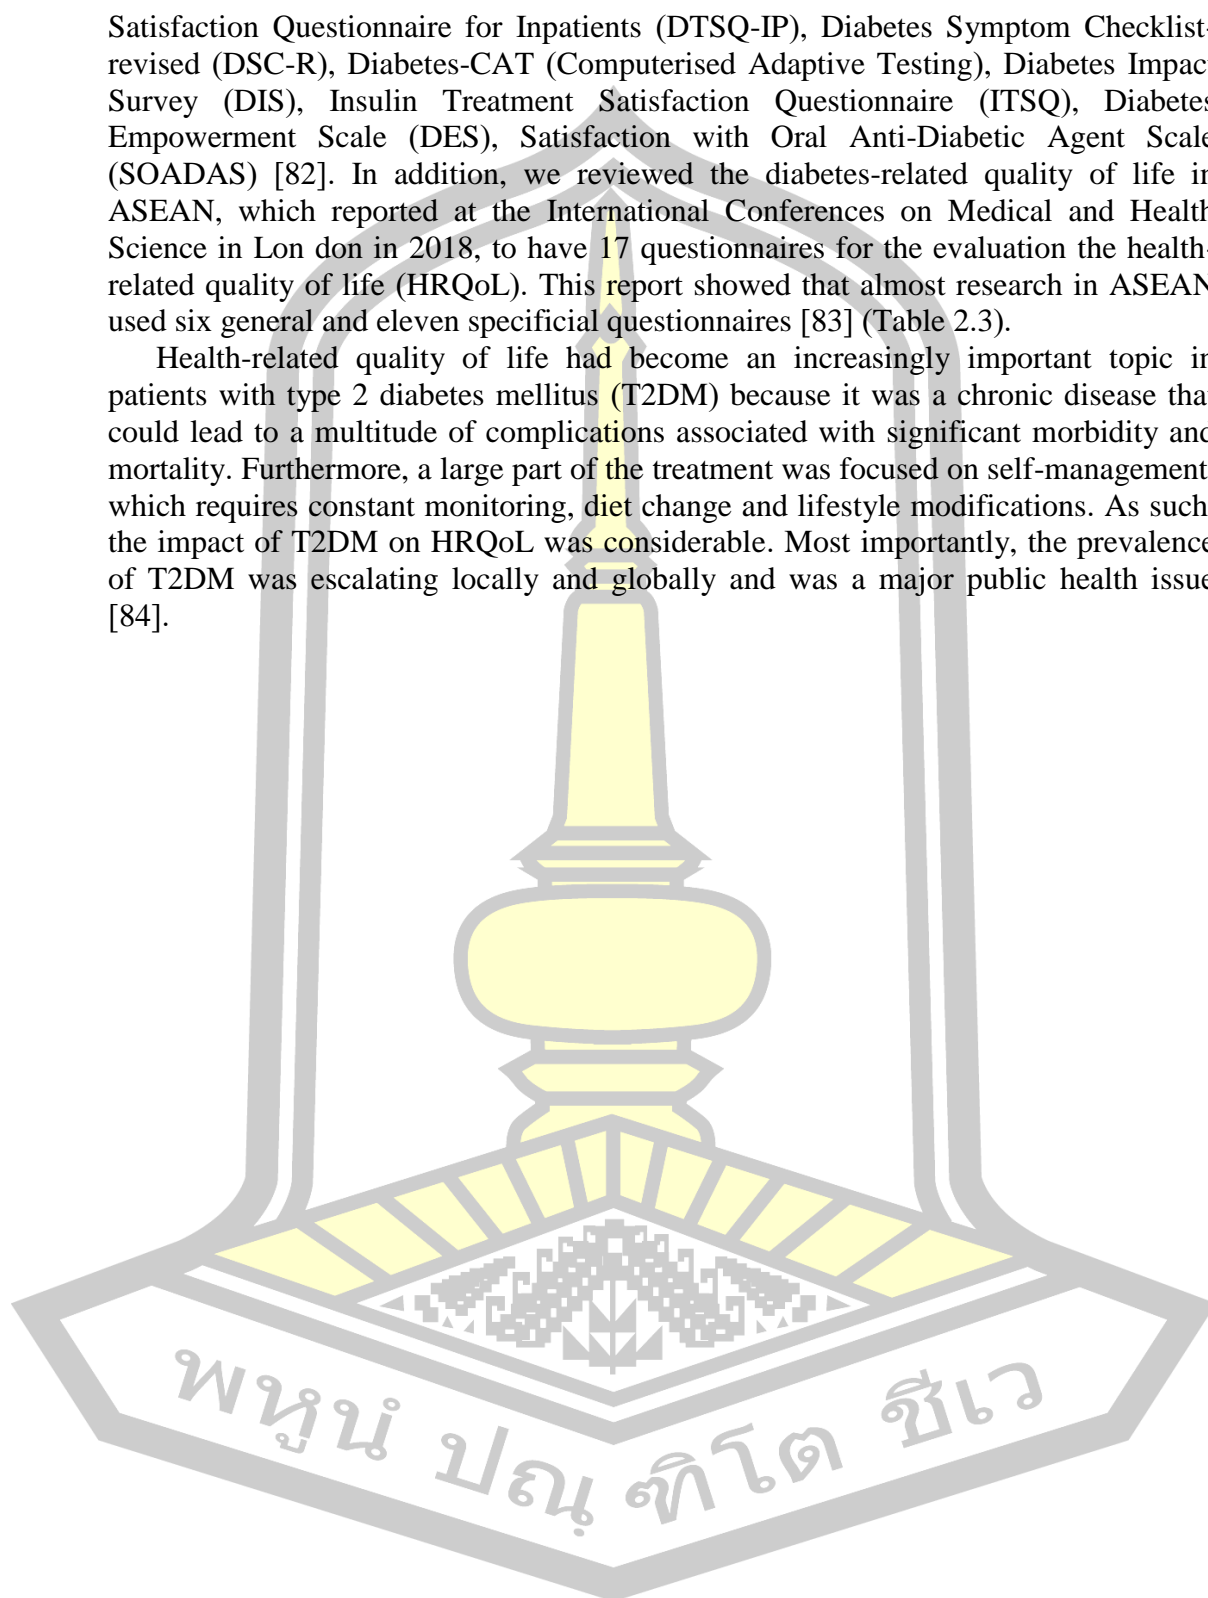 Satisfaction Questionnaire for Inpatients (DTSQ-IP), Diabetes Symptom Checklist-
revised (DSC-R), Diabetes-CAT (Computerised Adaptive Testing), Diabetes Impact
Survey (DIS), Insulin Treatment Satisfaction Questionnaire (ITSQ), Diabetes
Empowerment Scale (DES), Satisfaction with Oral Anti-Diabetic Agent Scale
(SOADAS) [82]. In addition, we reviewed the diabetes-related quality of life in
ASEAN, which reported at the International Conferences on Medical and Health
Science in Lon don in 2018, to have 17 questionnaires for the evaluation the health-
related quality of life (HRQoL). This report showed that almost research in ASEAN
used six general and eleven specificial questionnaires [83] (Table 2.3).
Health-related quality of life had become an increasingly important topic in
patients with type 2 diabetes mellitus (T2DM) because it was a chronic disease that
could lead to a multitude of complications associated with significant morbidity and
mortality. Furthermore, a large part of the treatment was focused on self-management
which requires constant monitoring, diet change and lifestyle modifications. As such
the impact of T2DM on HRQoL was considerable. Most importantly, the prevalence
of T2DM was escalating locally and globally and was a major public health issue
[84].
พหูนํ ปณฺฑิโต ชีเว